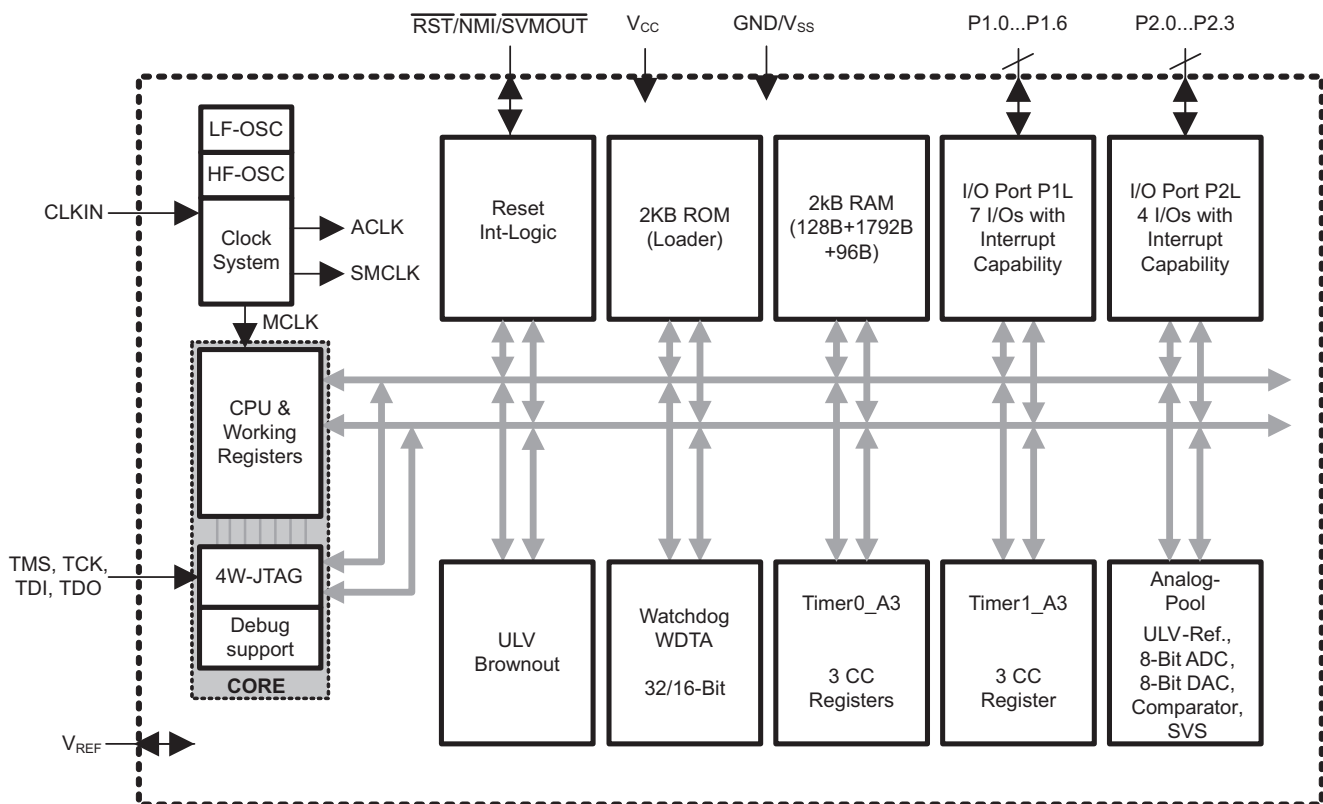 RST/NMI/SVMOUT
VCC
GND/VSS
P1.0...P1.6
P2.0...P2.3
LF-OSC
HF-OSC
CLKIN
Clock
System
ACLK
SMCLK
MCLK
Reset
Int-Logic
2KB ROM
(Loader)
2kB RAM
(128B+1792B
+96B)
I/O Port P1L
7 I/Os with
Interrupt
Capability
I/O Port P2L
4 I/Os with
Interrupt
Capability
CPU &
Working
Registers
TMS, TCK,
TDI, TDO
4W-JTAG
Debug
support
CORE
ULV
Brownout
Watchdog
WDTA
32/16-Bit
Timer0_A3
3 CC
Registers
Timer1_A3
3 CC
Register
Analog-
Pool
ULV-Ref.,
8-Bit ADC,
8-Bit DAC,
Comparator,
SVS
VREF